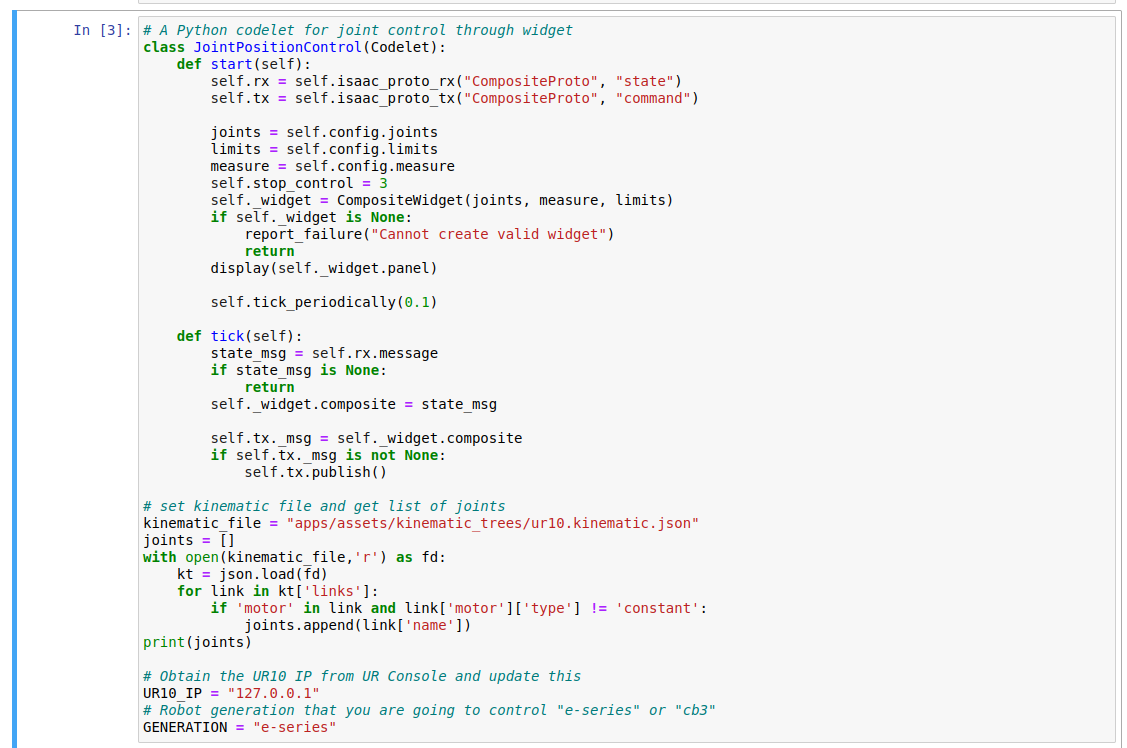 In [3]:
# A Python codelet for joint control through widget
class JointPositionControl(Codelet):
    def start(self):
        self.rx = self.isaac_proto_rx("CompositeProto", "state")
        self.tx = self.isaac_proto_tx("CompositeProto", "command")

        joints = self.config.joints
        limits = self.config.limits
        measure = self.config.measure
        self.stop_control = 3
        self._widget = CompositeWidget(joints, measure, limits)
        if self._widget is None:
            report_failure("Cannot create valid widget")
            return
        display(self._widget.panel)

        self.tick_periodically(0.1)

    def tick(self):
        state_msg = self.rx.message
        if state_msg is None:
            return
        self._widget.composite = state_msg

        self.tx._msg = self._widget.composite
        if self.tx._msg is not None:
            self.tx.publish()

# set kinematic file and get list of joints
kinematic_file = "apps/assets/kinematic_trees/ur10.kinematic.json"
joints = []
with open(kinematic_file,'r') as fd:
    kt = json.load(fd)
    for link in kt['links']:
        if 'motor' in link and link['motor']['type'] != 'constant':
            joints.append(link['name'])
print(joints)

# Obtain the UR10 IP from UR Console and update this
UR10_IP = "127.0.0.1"
# Robot generation that you are going to control "e-series" or "cb3"
GENERATION = "e-series"